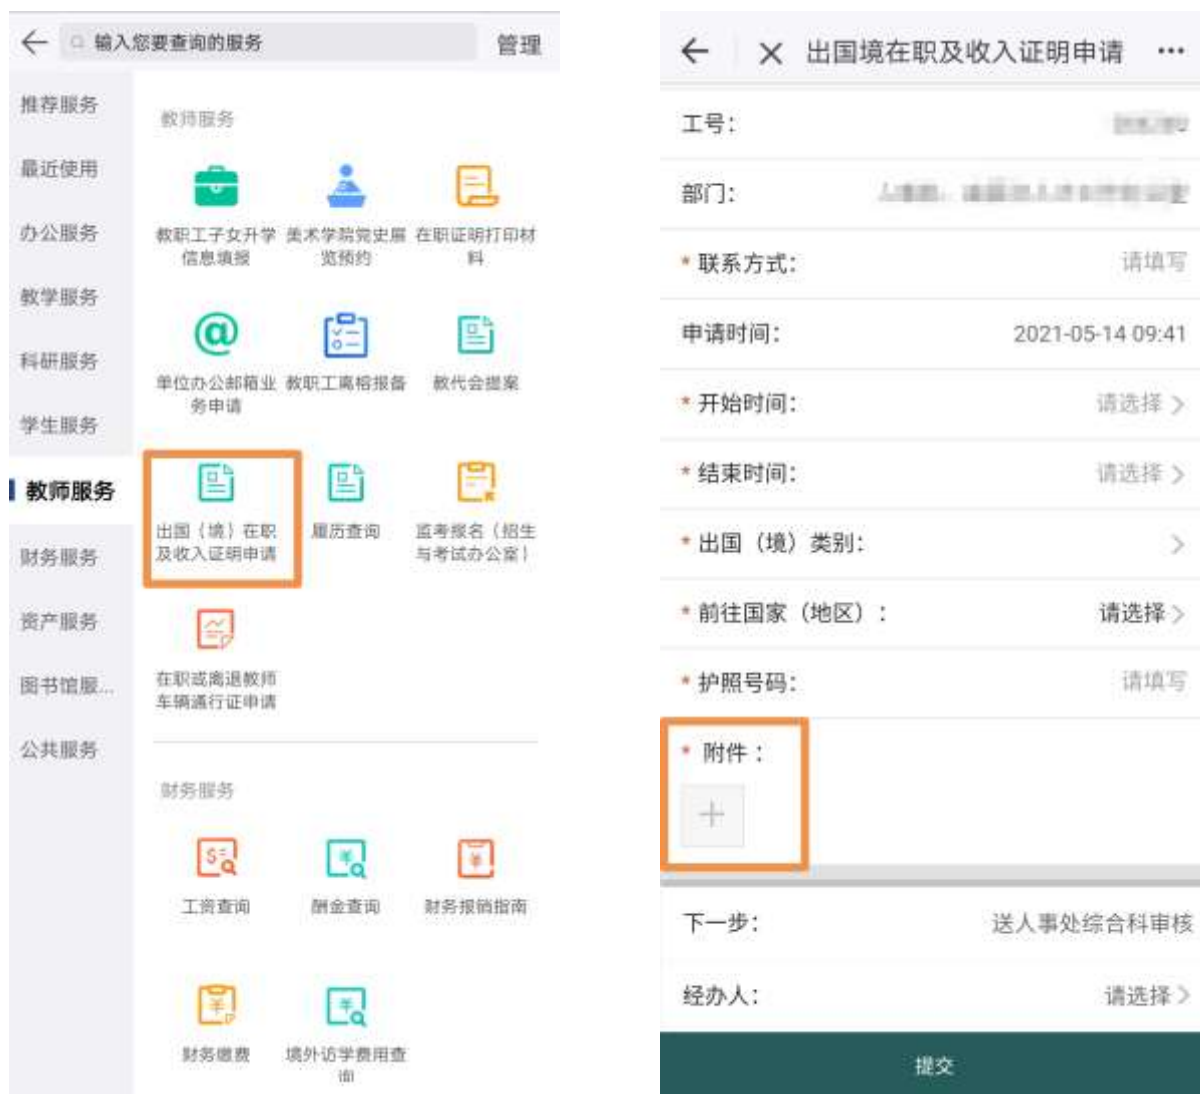 输入您要查询的服务
管理
推荐服务
最近使用
办公服务
教学服务
科研服务
学生服务
教师服务
财务服务
资产服务
图书馆服...
公共服务
教师服务
教职工子女升学
信息填报
美术学院党史展
览预约
在职证明打印材
料
单位办公邮箱业
务申请
教职工离榕报备
教代会提案
出国（境）在职
及收入证明申请
履历查询
监考报名（招生
与考试办公室）
在职或离退教师
车辆通行证申请
财务服务
工资查询
酬金查询
财务报销指南
财务缴费
境外访学费用查
询
出国境在职及收入证明申请
工号：
部门：
* 联系方式：
请填写
申请时间：
2021-05-14 09:41
* 开始时间：
请选择 >
* 结束时间：
请选择 >
* 出国（境）类别：
>
* 前往国家（地区）：
请选择 >
* 护照号码：
请填写
* 附件：
下一步：
送人事处综合科审核
经办人：
请选择 >
提交